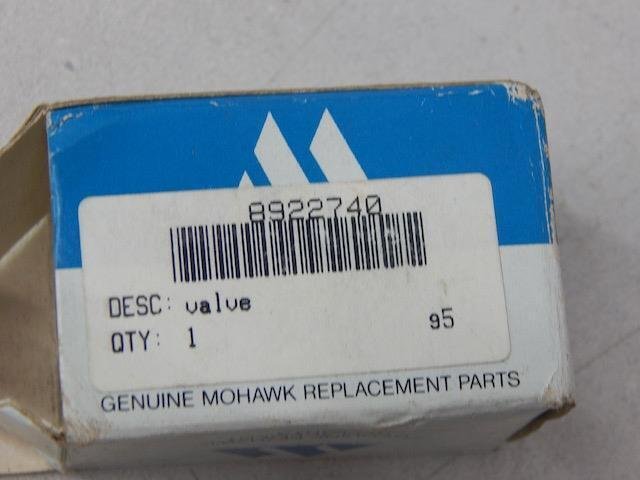 8922740
DESC: valve
QTY: 1
95
GENUINE MOHAWK REPLACEMENT PARTS